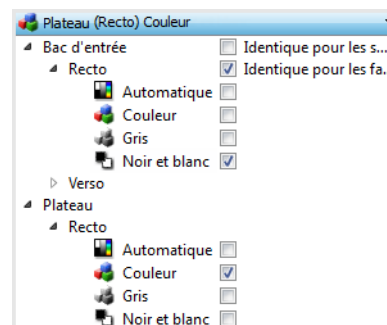 Plateau (Recto) Couleur
Bac d'entrée Identique pour les s...
Recto Identique pour les fa...
Automatique
Couleur
Gris
Noir et blanc
Verso
Plateau
Recto
Automatique
Couleur
Gris
Noir et blanc